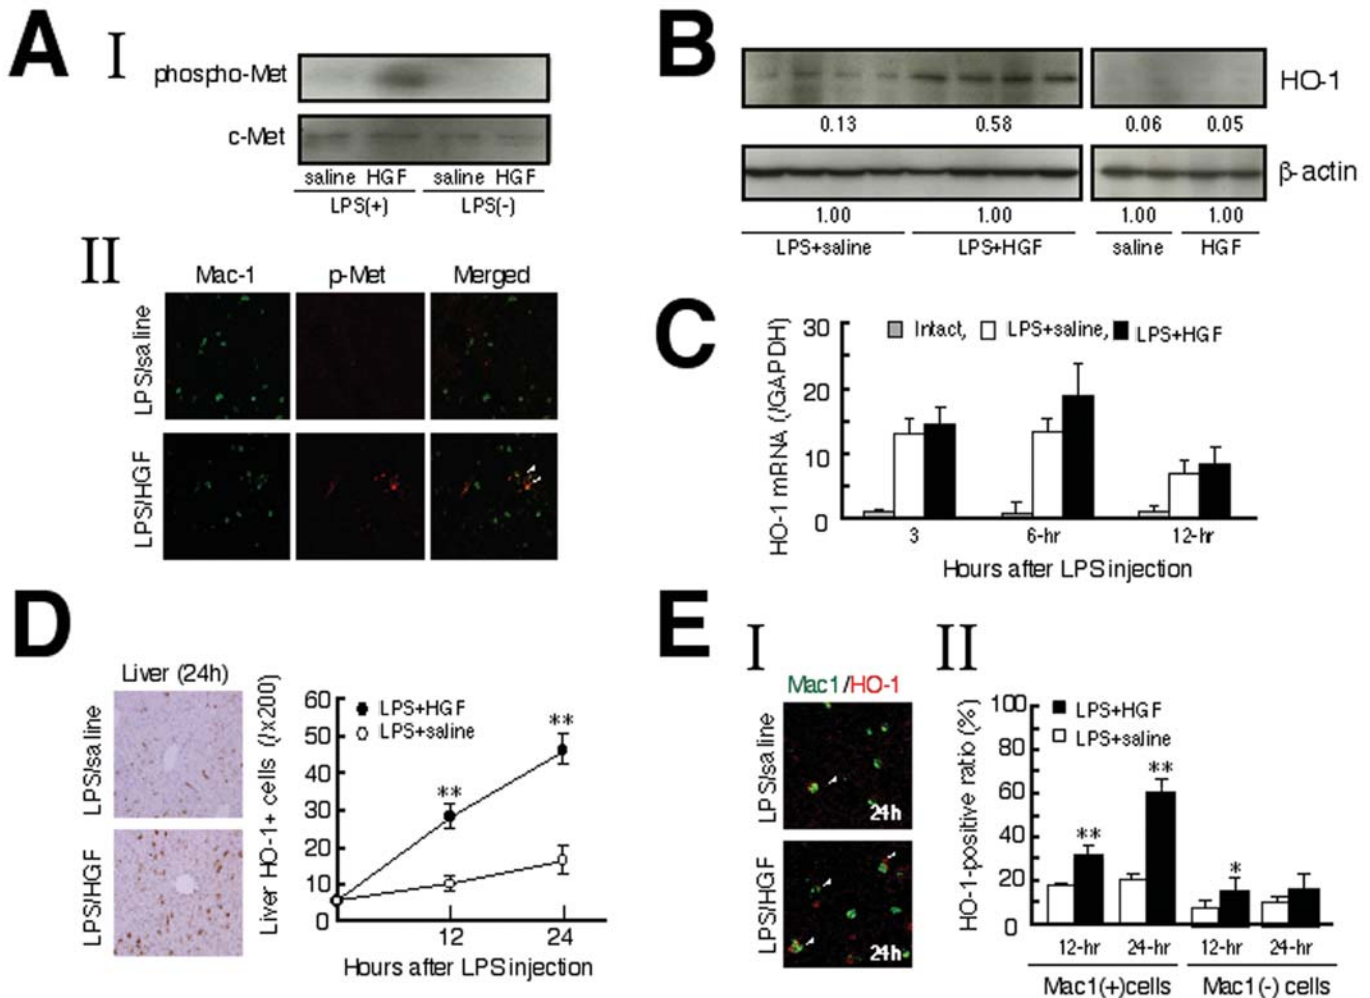 A
I
phospho-Met
c-Met
saline HGF saline HGF
LPS(+) LPS(-)
II
Mac-1 p-Met Merged
LPS/saline
LPS/HGF
B
HO-1
0.13 0.58 0.06 0.05
β-actin
1.00 1.00 1.00 1.00
LPS+saline LPS+HGF saline HGF
C
HO-1 mRNA (/GAPDH)
30
20
10
0
Intact, LPS+saline, LPS+HGF
3 6-hr 12-hr
Hours after LPS injection
D
Liver (24h)
LPS/saline
LPS/HGF
Liver HO-1+ cells (/x200)
60
50
40
30
20
10
0
LPS+HGF
LPS+saline
**
**
12 24
Hours after LPS injection
E
I
Mac1/HO-1
LPS/saline
24h
LPS/HGF
24h
II
HO-1-positive ratio (%)
100
80
60
40
20
0
LPS+HGF
LPS+saline
**
**
*
12-hr 24-hr 12-hr 24-hr
Mac1(+)cells Mac1(-) cells